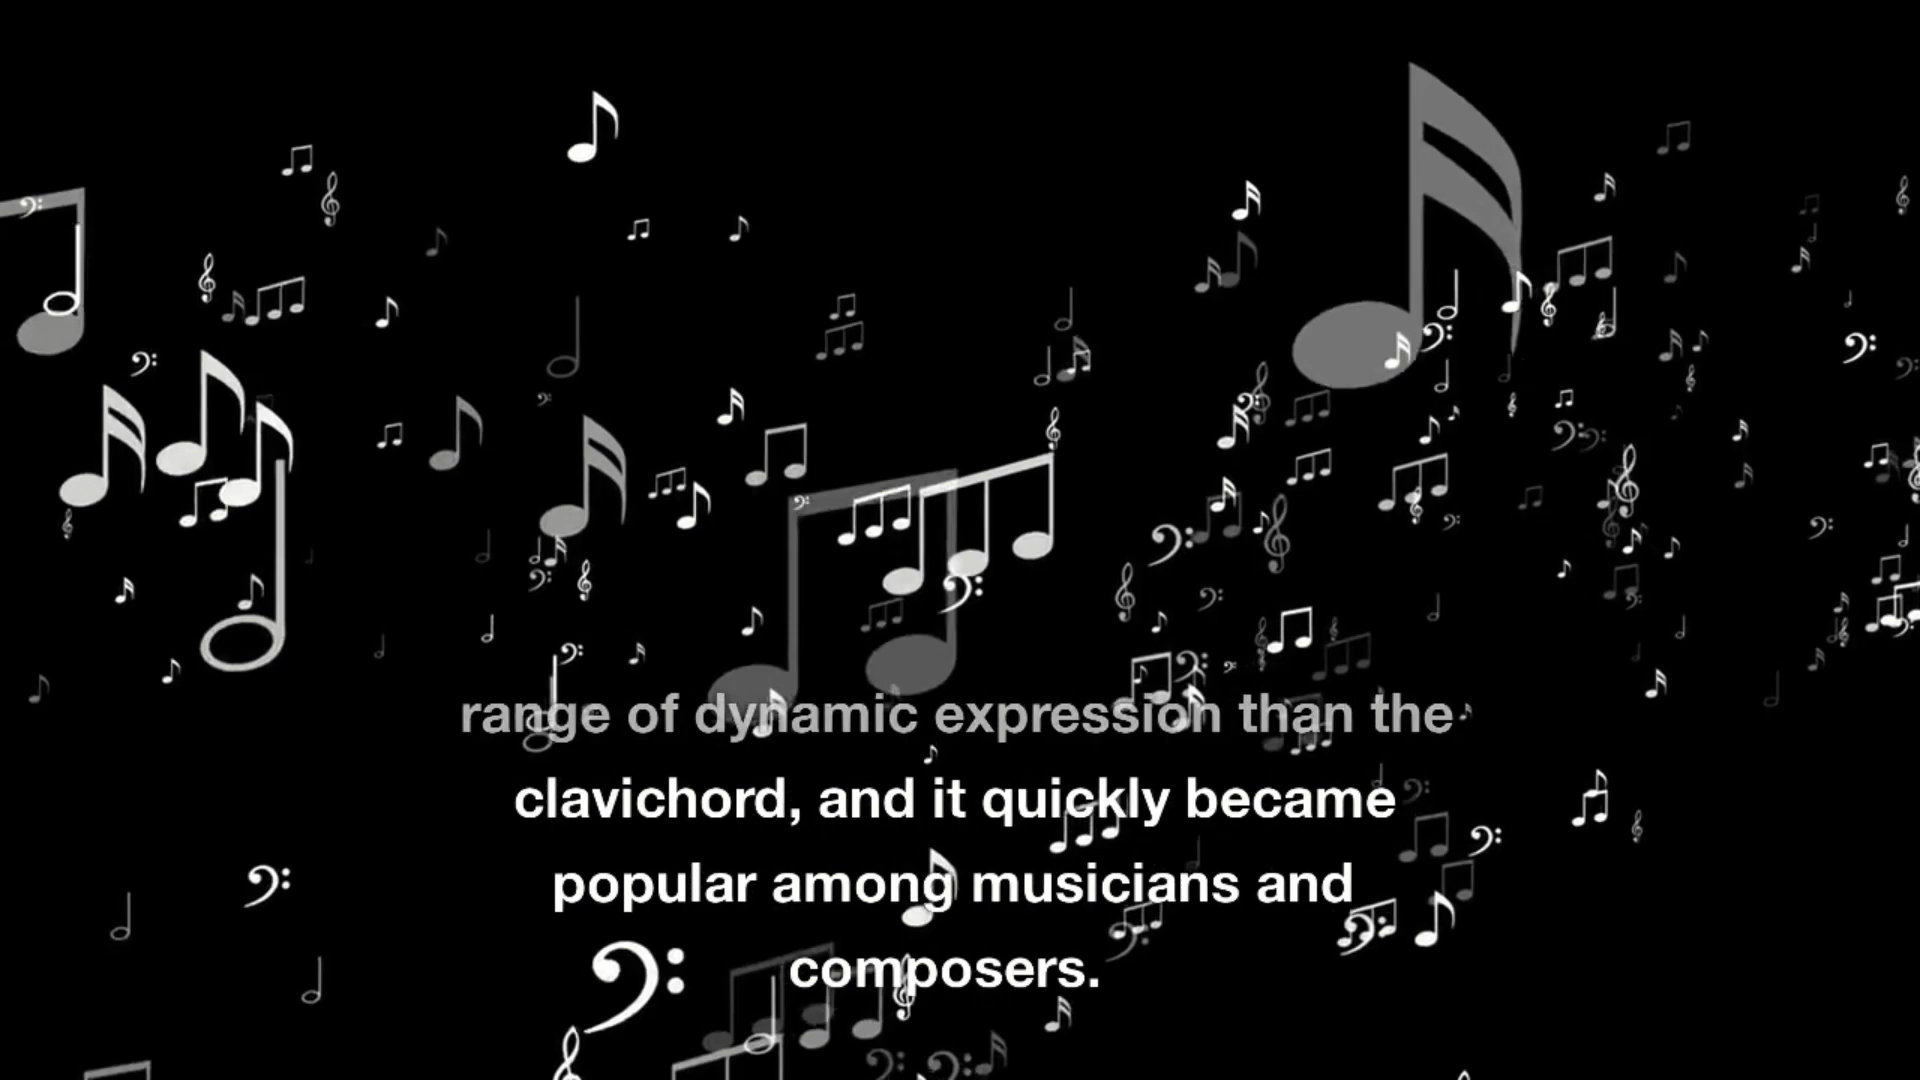 range of dynamic expression than the
clavichord, and it quickly became
popular among musicians and
composers.